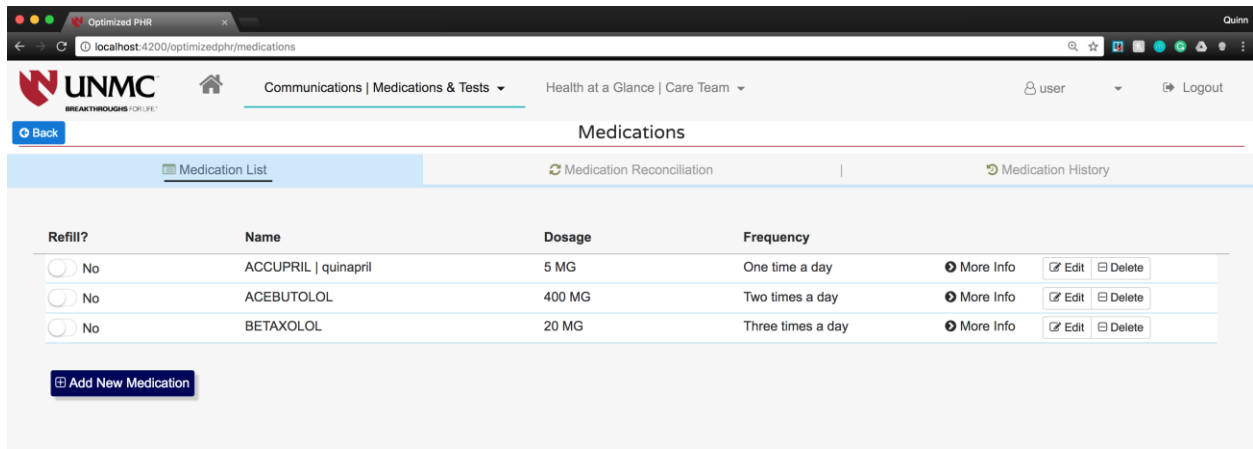 Optimized PHR
Quinn
localhost:4200/optimizedphr/medications
UNMC
BREAKTHROUGHS FOR LIFE
Communications | Medications & Tests
Health at a Glance | Care Team
user
Logout
Back
Medications
Medication List
Medication Reconciliation |
Medication History
Refill? Name Dosage Frequency
No ACCUPRIL | quinapril 5 MG One time a day More Info Edit Delete
No ACEBUTOLOL 400 MG Two times a day More Info Edit Delete
No BETAXOLOL 20 MG Three times a day More Info Edit Delete
Add New Medication